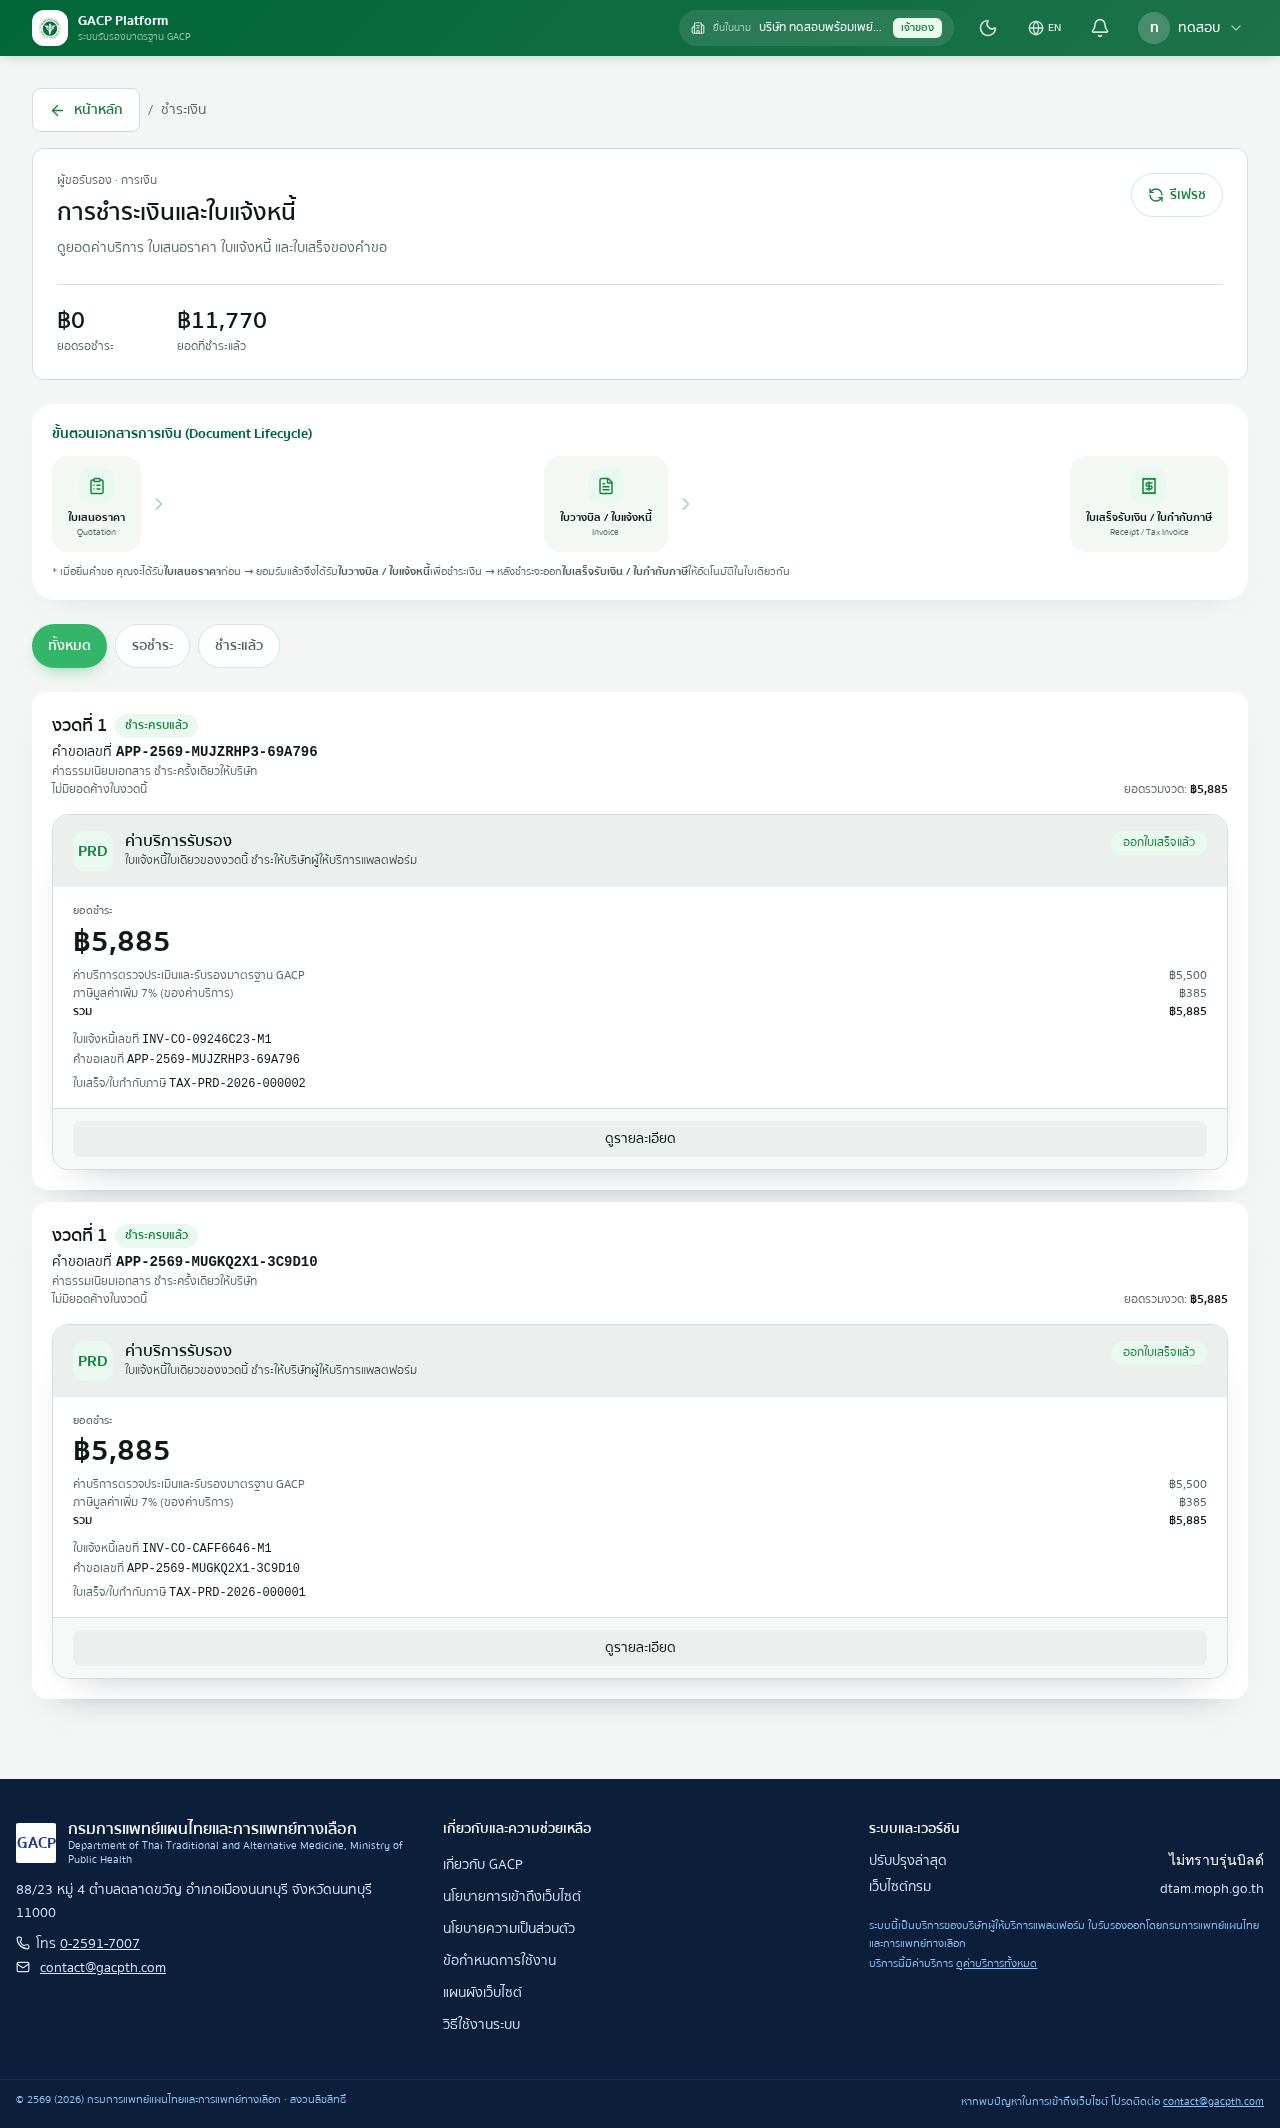 GACP Platform
ระบบรับรองมาตรฐาน GACP
ยื่นในนาม บริษัท ทดสอบพร้อมเพย์... เจ้าของ
EN
ท ทดสอบ
หน้าหลัก / ชำระเงิน
ผู้ขอรับรอง · การเงิน
การชำระเงินและใบแจ้งหนี้
รีเฟรช
ดูยอดค่าบริการ ใบเสนอราคา ใบแจ้งหนี้ และใบเสร็จของคำขอ
฿0
ยอดรอชำระ
฿11,770
ยอดที่ชำระแล้ว
ขั้นตอนเอกสารการเงิน (Document Lifecycle)
ใบเสนอราคา
Quotation
ใบวางบิล / ใบแจ้งหนี้
Invoice
ใบเสร็จรับเงิน / ใบกำกับภาษี
Receipt / Tax Invoice
* เมื่อยื่นคำขอ คุณจะได้รับใบเสนอราคาก่อน → ยอมรับแล้วจึงได้รับใบวางบิล / ใบแจ้งหนี้เพื่อชำระเงิน → หลังชำระจะออกใบเสร็จรับเงิน / ใบกำกับภาษีให้อัตโนมัติในใบเดียวกัน
ทั้งหมด
รอชำระ
ชำระแล้ว
งวดที่ 1 ชำระครบแล้ว
คำขอเลขที่ APP-2569-MUJZRHP3-69A796
ค่าธรรมเนียมเอกสาร ชำระครั้งเดียวให้บริษัท
ไม่มียอดค้างในงวดนี้
ยอดรวมงวด: ฿5,885
PRD
ค่าบริการรับรอง
ใบแจ้งหนี้ใบเดียวของงวดนี้ ชำระให้บริษัทผู้ให้บริการแพลตฟอร์ม
ออกใบเสร็จแล้ว
ยอดชำระ
฿5,885
ค่าบริการตรวจประเมินและรับรองมาตรฐาน GACP ฿5,500
ภาษีมูลค่าเพิ่ม 7% (ของค่าบริการ) ฿385
รวม ฿5,885
ใบแจ้งหนี้เลขที่ INV-CO-09246C23-M1
คำขอเลขที่ APP-2569-MUJZRHP3-69A796
ใบเสร็จ/ใบกำกับภาษี TAX-PRD-2026-000002
ดูรายละเอียด
งวดที่ 1 ชำระครบแล้ว
คำขอเลขที่ APP-2569-MUGKQ2X1-3C9D10
ค่าธรรมเนียมเอกสาร ชำระครั้งเดียวให้บริษัท
ไม่มียอดค้างในงวดนี้
ยอดรวมงวด: ฿5,885
PRD
ค่าบริการรับรอง
ใบแจ้งหนี้ใบเดียวของงวดนี้ ชำระให้บริษัทผู้ให้บริการแพลตฟอร์ม
ออกใบเสร็จแล้ว
ยอดชำระ
฿5,885
ค่าบริการตรวจประเมินและรับรองมาตรฐาน GACP ฿5,500
ภาษีมูลค่าเพิ่ม 7% (ของค่าบริการ) ฿385
รวม ฿5,885
ใบแจ้งหนี้เลขที่ INV-CO-CAFF6646-M1
คำขอเลขที่ APP-2569-MUGKQ2X1-3C9D10
ใบเสร็จ/ใบกำกับภาษี TAX-PRD-2026-000001
ดูรายละเอียด
GACP
กรมการแพทย์แผนไทยและการแพทย์ทางเลือก
Department of Thai Traditional and Alternative Medicine, Ministry of
Public Health
88/23 หมู่ 4 ตำบลตลาดขวัญ อำเภอเมืองนนทบุรี จังหวัดนนทบุรี
11000
โทร 0-2591-7007
contact@gacpth.com
เกี่ยวกับและความช่วยเหลือ
เกี่ยวกับ GACP
นโยบายการเข้าถึงเว็บไซต์
นโยบายความเป็นส่วนตัว
ข้อกำหนดการใช้งาน
แผนผังเว็บไซต์
วิธีใช้งานระบบ
ระบบและเวอร์ชัน
ปรับปรุงล่าสุด ไม่ทราบรุ่นบิลด์
เว็บไซต์กรม dtam.moph.go.th
ระบบนี้เป็นบริการของบริษัทผู้ให้บริการแพลตฟอร์ม ใบรับรองออกโดยกรมการแพทย์แผนไทย
และการแพทย์ทางเลือก
บริการนี้มีค่าบริการ ดูค่าบริการทั้งหมด
© 2569 (2026) กรมการแพทย์แผนไทยและการแพทย์ทางเลือก · สงวนลิขสิทธิ์
หากพบปัญหาในการเข้าถึงเว็บไซต์ โปรดติดต่อ contact@gacpth.com